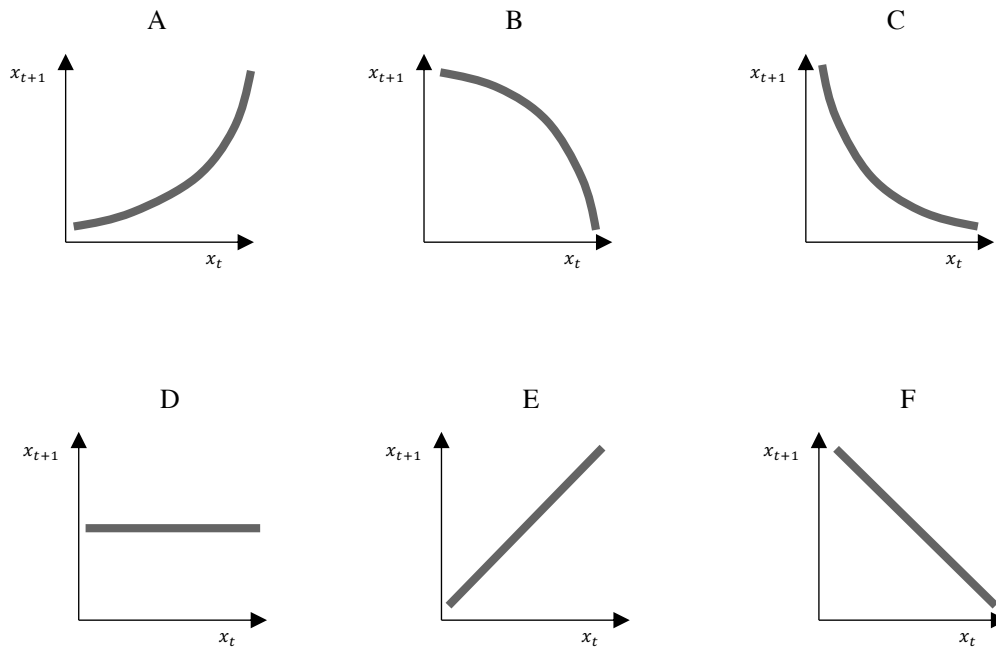 A
B
C
x_{t+1}
x_{t+1}
x_{t+1}
x_t
x_t
x_t
D
E
F
x_{t+1}
x_{t+1}
x_{t+1}
x_t
x_t
x_t